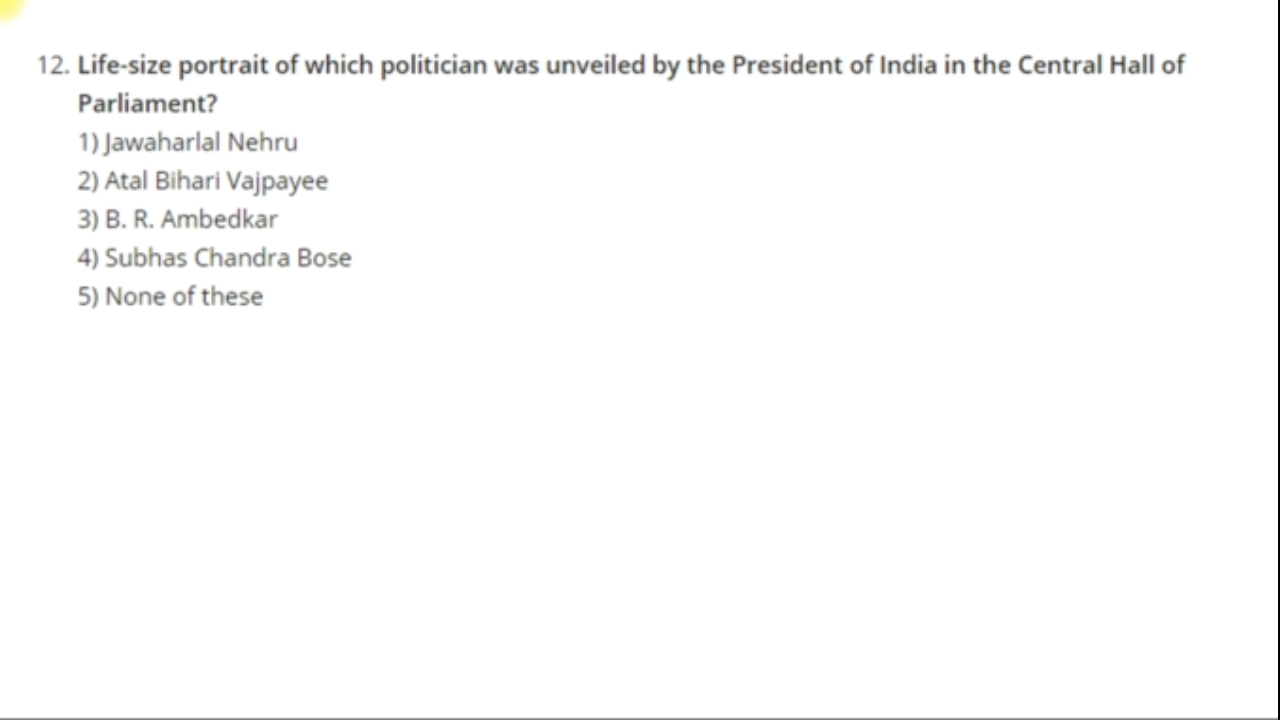 12. Life-size portrait of which politician was unveiled by the President of India in the Central Hall of
Parliament?
1) Jawaharlal Nehru
2) Atal Bihari Vajpayee
3) B. R. Ambedkar
4) Subhas Chandra Bose
5) None of these